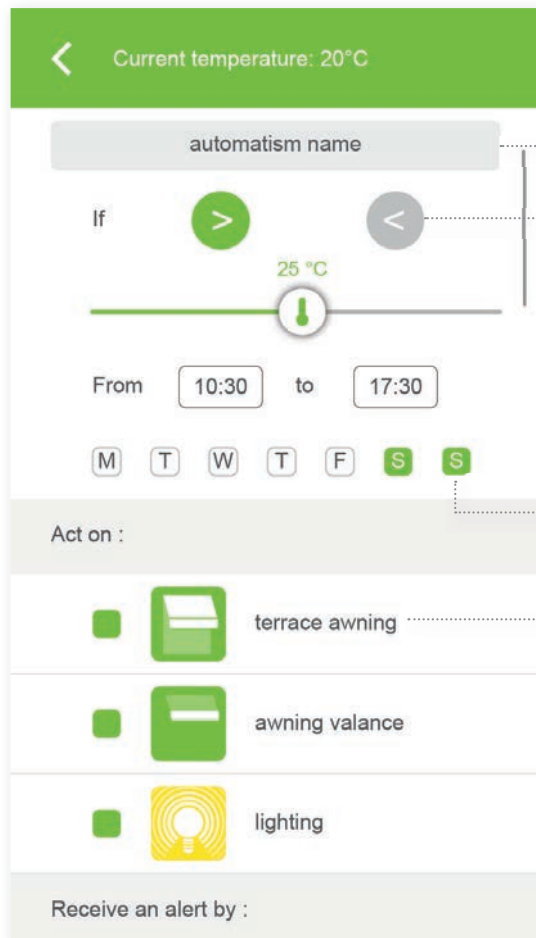 Current temperature: 20°C
automatism name
If > <
25 °C
From 10:30 to 17:30
M T W T F S S
Act on :
terrace awning
awning valance
lighting
Receive an alert by :